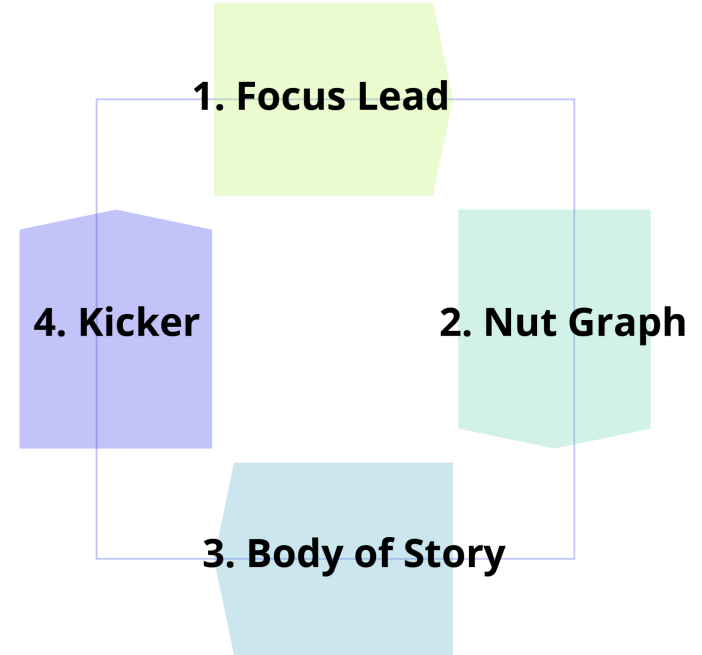 1. Focus Lead
2. Nut Graph
3. Body of Story
4. Kicker